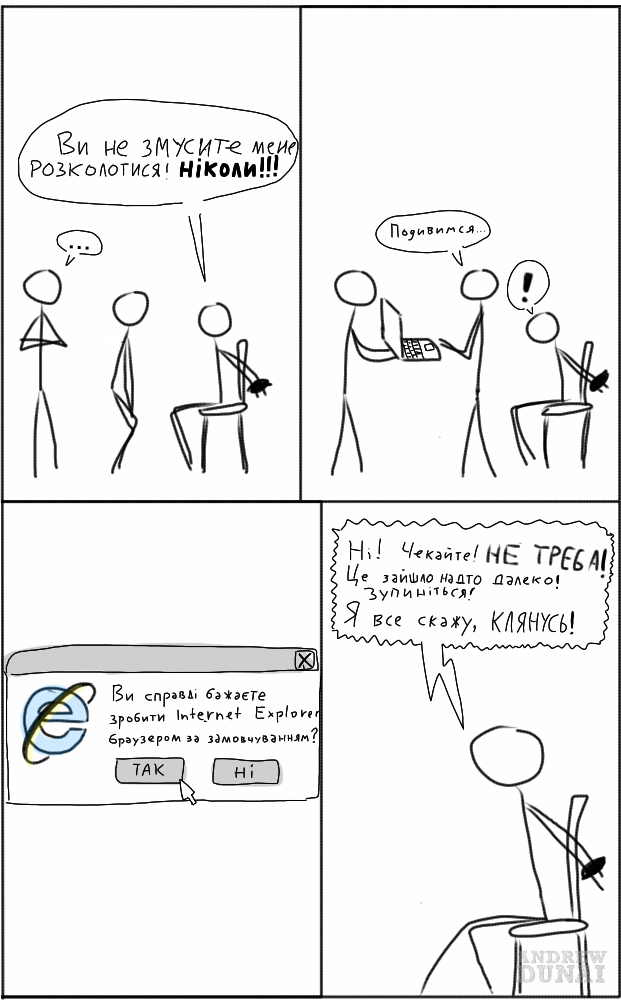 Ви не змусите мене
розколотися! Ніколи!!!
...
Подивимся...
!
Ви справді бажаєте
зробити Internet Explorer
браузером за замовчуванням?
ТАК
Ні
Ні! Чекайте! НЕ ТРЕБА!
Це зайшло надто далеко!
Зупиніться!
Я все скажу, КЛЯНУСЬ!
ANDREW
DUNAI